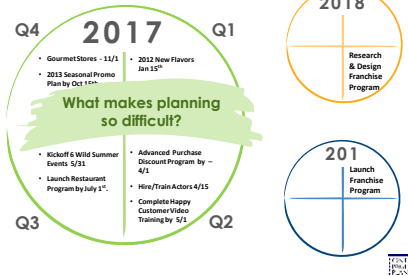 Q4
2017
Q1
• Gourmet Stores - 11/1
• 2013 Seasonal Promo
Plan by Oct 15th
• 2012 New Flavors
Jan 15th
What makes planning
so difficult?
• Kickoff 6 Wild Summer
Events 5/31
• Launch Restaurant
Program by July 1st.
• Advanced Purchase
Discount Program by –
4/1
• Hire/Train Actors 4/15
• Complete Happy
Customer Video
Training by 5/1
Q3
Q2
2018
Research
& Design
Franchise
Program
201
Launch
Franchise
Program